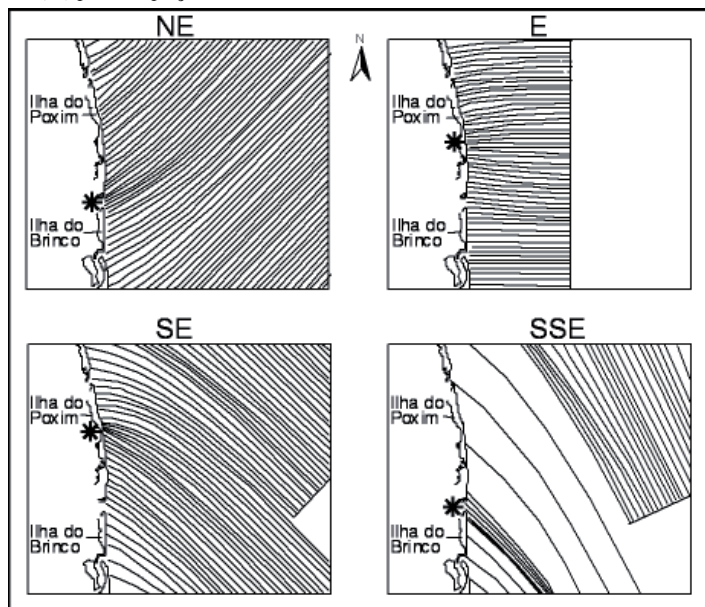 NE
N
E
Ilha do
Poxim
Ilha do
Brinco
Ilha do
Poxim
Ilha do
Brinco
SE
SSE
Ilha do
Poxim
Ilha do
Brinco
Ilha do
Poxim
Ilha do
Brinco